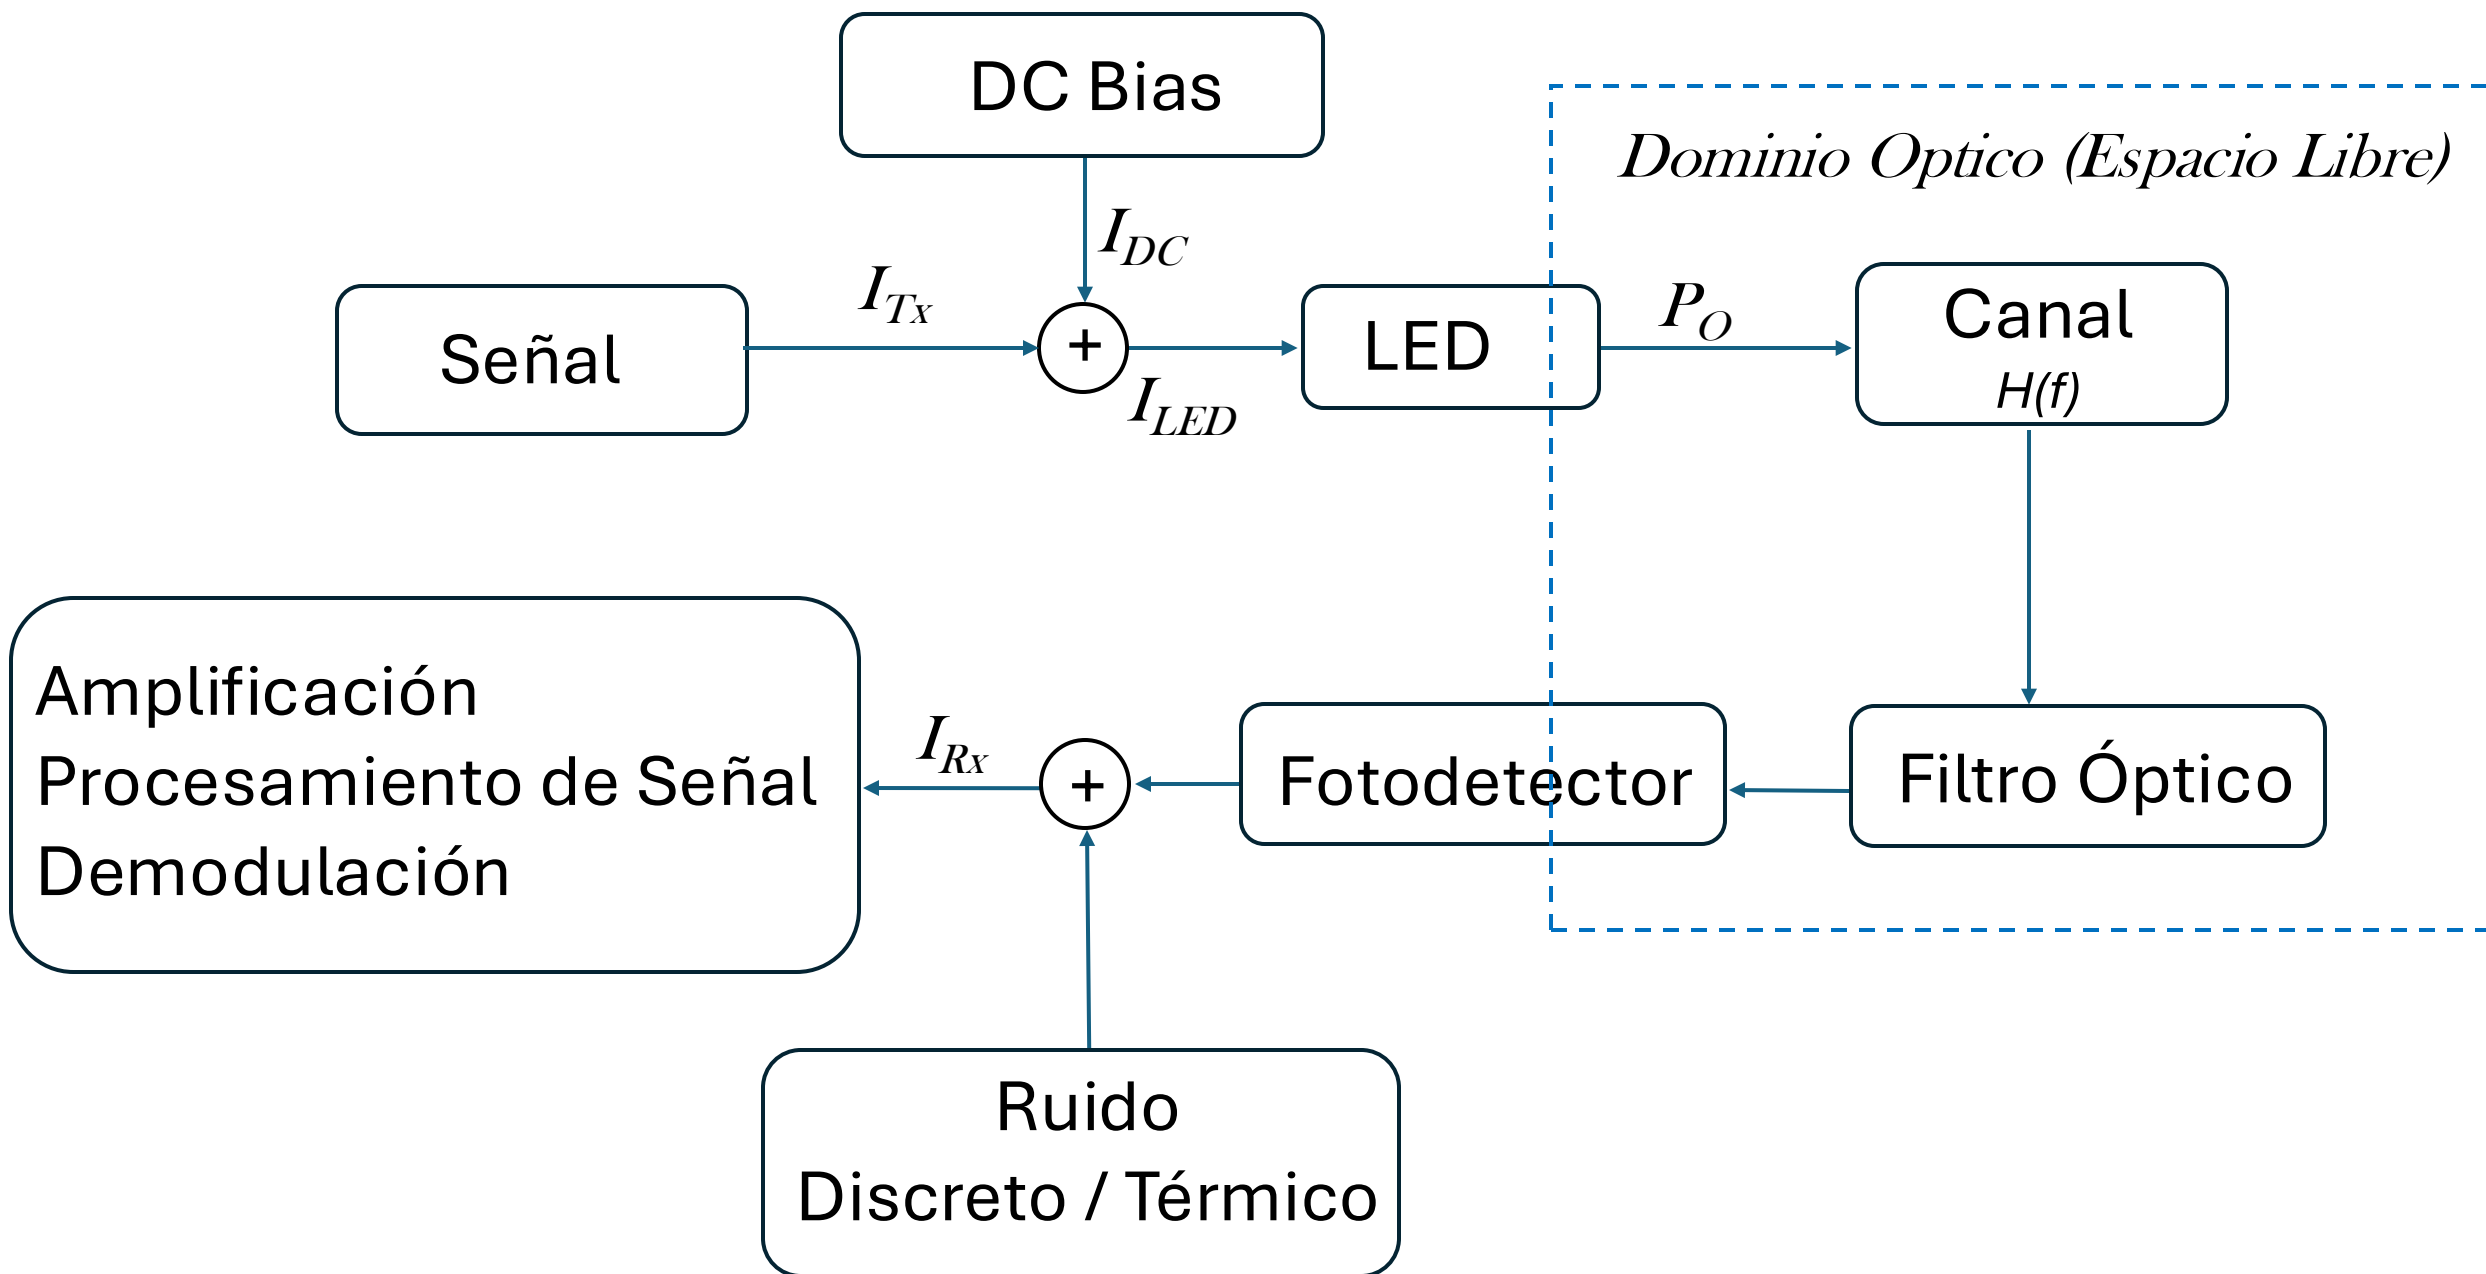 DC Bias
Dominio Optico (Espacio Libre)
I_DC
I_Tx
Señal
+
I_LED
LED
P_O
Canal
H(f)
Amplificación
Procesamiento de Señal
Demodulación
I_Rx
+
Fotodetector
Filtro Óptico
Ruido
Discreto / Térmico